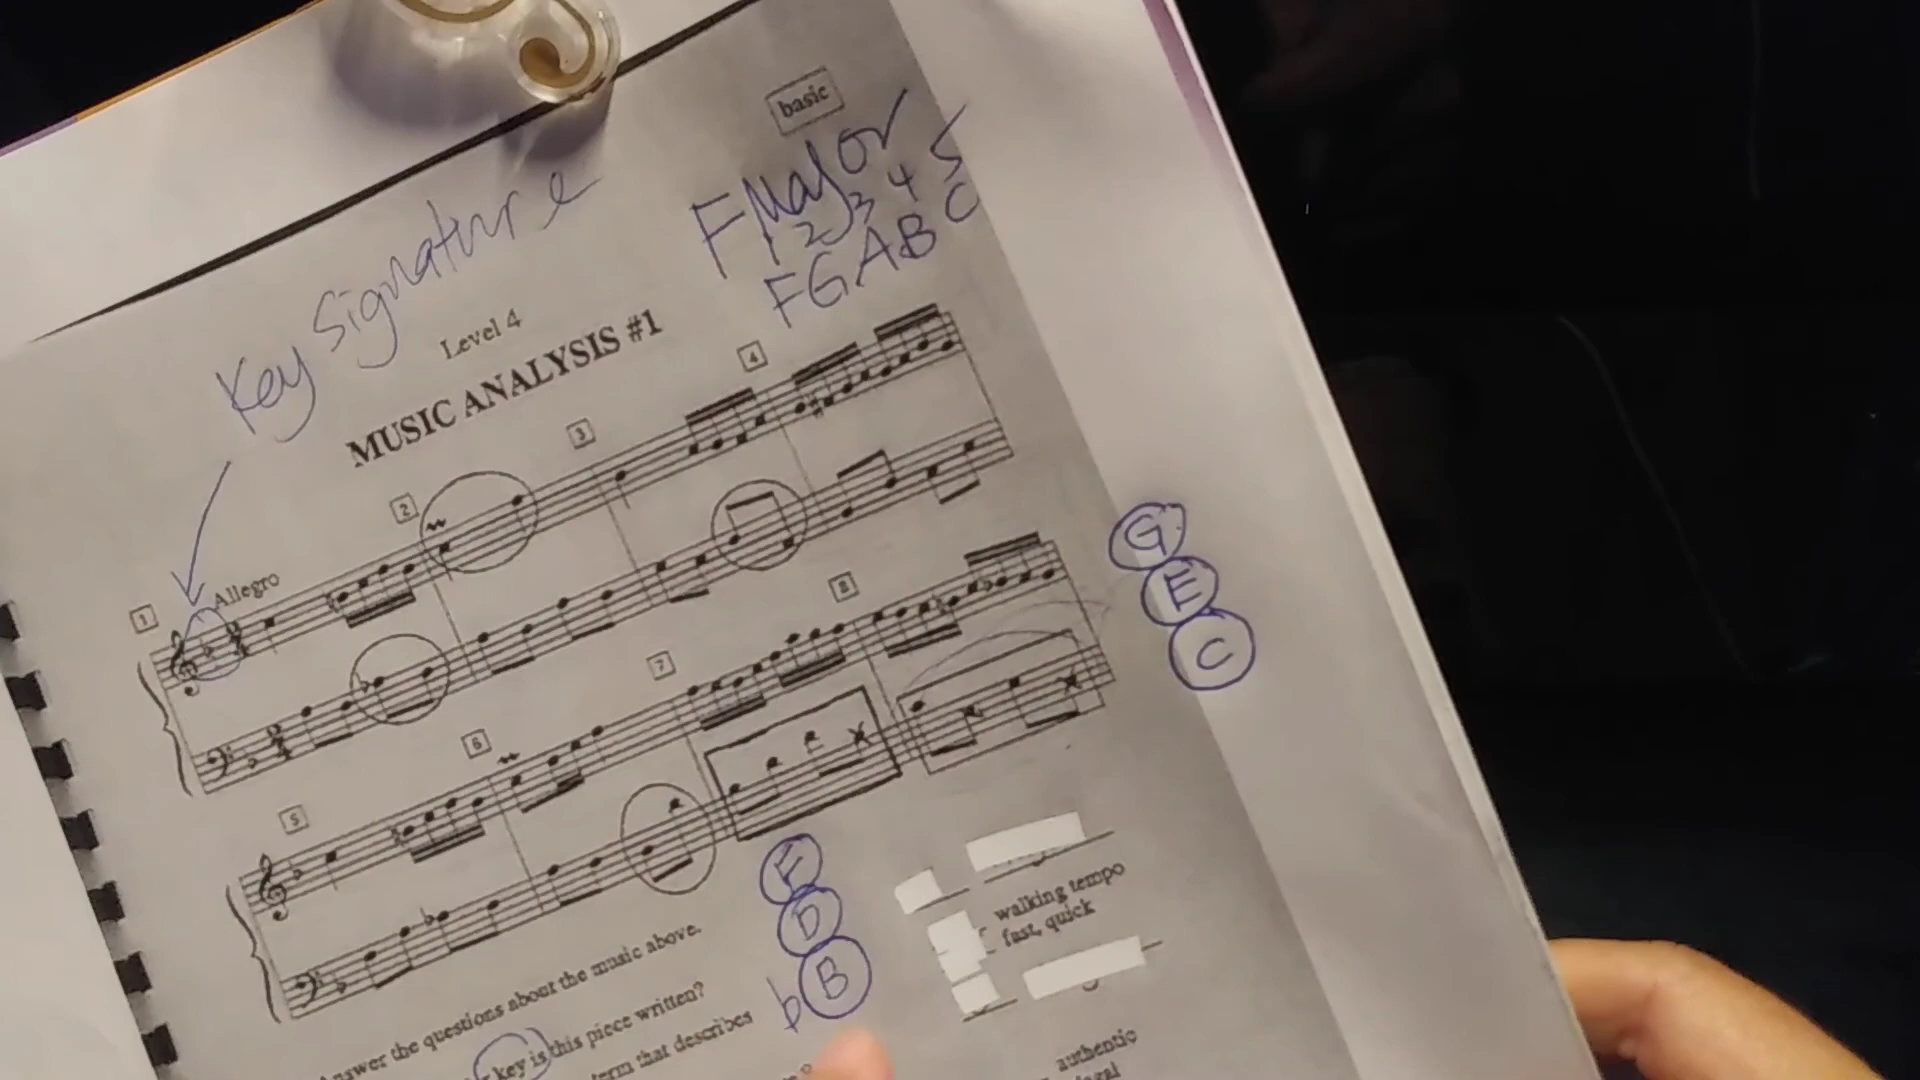 basic
F Major
1 2 3 4 5
F G A B C
Key Signature
Level 4
MUSIC ANALYSIS #1
4
3
2
Allegro
1
8
7
6
5
G
E
C
F
D
bB
walking tempo
fast, quick
Answer the questions about the music above.
key is this piece written?
term that describes
authentic